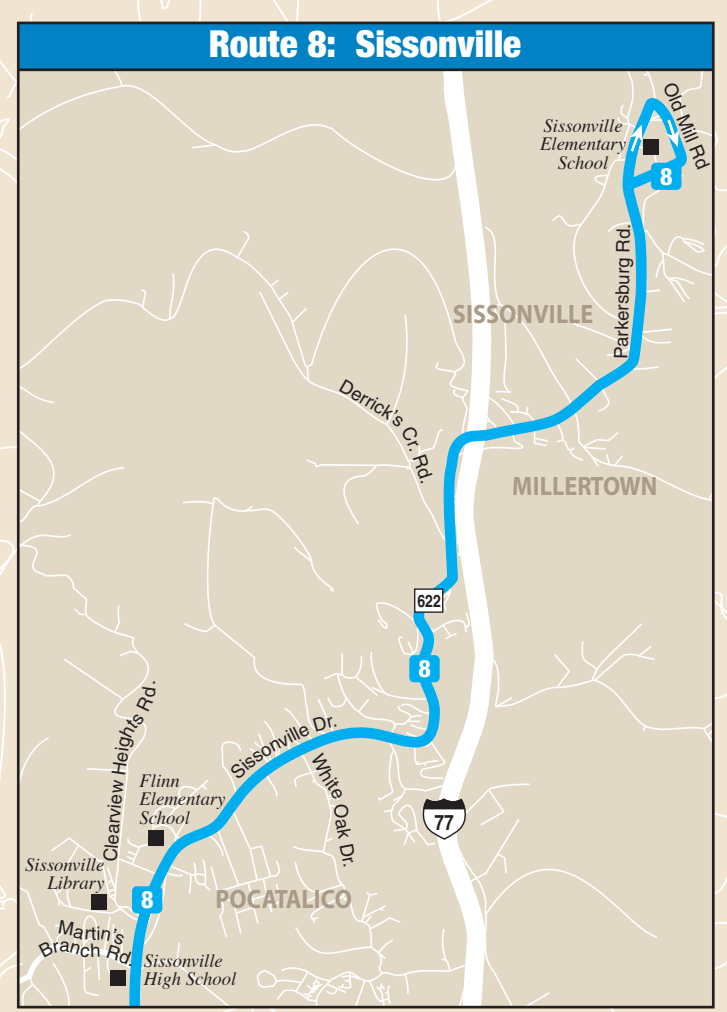 Route 8: Sissonville
Old Mill Rd
Sissonville
Elementary
School
8
Parkersburg Rd.
SISSONVILLE
Derrick's Cr. Rd.
MILLERTOWN
622
8
Sissonville Dr.
Clearview Heights Rd.
White Oak Dr.
Flinn
Elementary
School
77
Sissonville
Library
8
POCATALICO
Martin's
Branch Rd.
Sissonville
High School